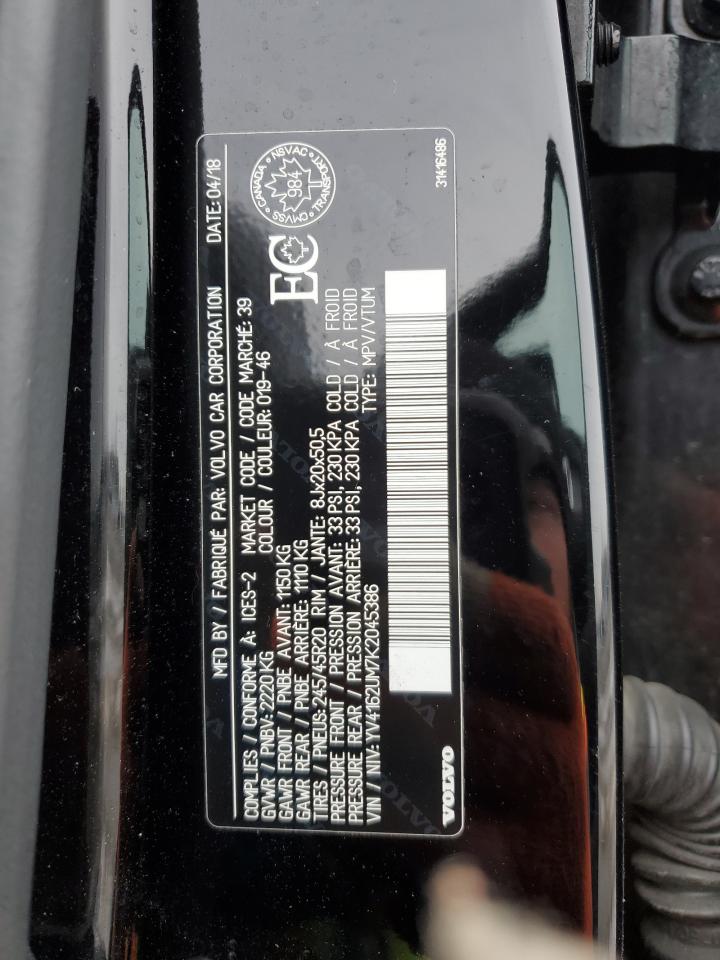 MFD BY / FABRIQUÉ PAR: VOLVO CAR CORPORATION DATE: 04/18
COMPLIES / CONFORME À: ICES-2 MARKET CODE / CODE MARCHÉ: 39
GVWR / PNBV: 2220 KG COLOUR / COULEUR: 019-46
GAWR FRONT / PNBE AVANT: 1150 KG
GAWR REAR / PNBE ARRIÈRE: 1110 KG
TIRES / PNEUS: 245/45R20 RIM / JANTE: 8Jx20x50.5
PRESSURE FRONT / PRESSION AVANT: 33 PSI, 230 KPA COLD / À FROID
PRESSURE REAR / PRESSION ARRIÈRE: 33 PSI, 230 KPA COLD / À FROID
VIN / NIV: YV4162UM7K2045386 TYPE: MPV/VTUM
EC
CANADA • NSVAC • TRANSPORT • CMVSS
984
VOLVO
31416486